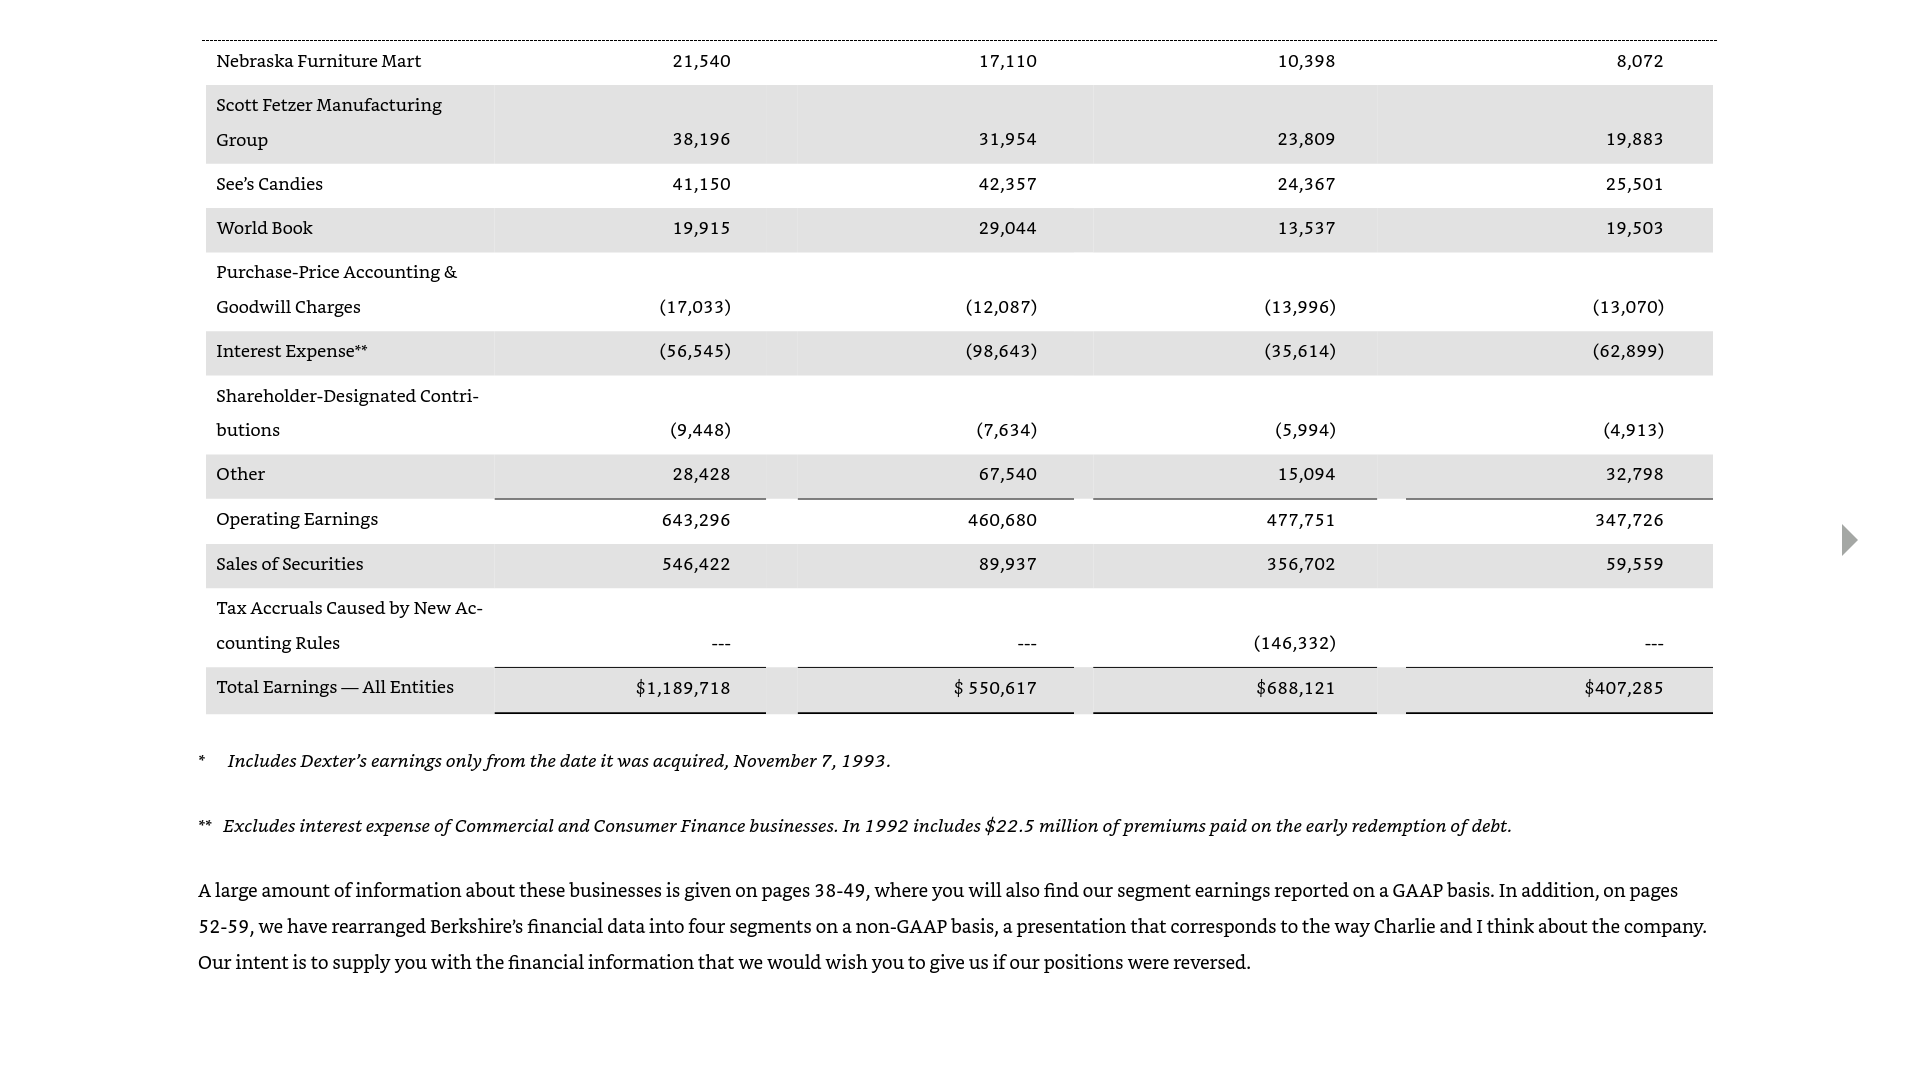 Nebraska Furniture Mart 21,540 17,110 10,398 8,072
Scott Fetzer Manufacturing
Group 38,196 31,954 23,809 19,883
See’s Candies 41,150 42,357 24,367 25,501
World Book 19,915 29,044 13,537 19,503
Purchase-Price Accounting &
Goodwill Charges (17,033) (12,087) (13,996) (13,070)
Interest Expense** (56,545) (98,643) (35,614) (62,899)
Shareholder-Designated Contri-
butions (9,448) (7,634) (5,994) (4,913)
Other 28,428 67,540 15,094 32,798
Operating Earnings 643,296 460,680 477,751 347,726
Sales of Securities 546,422 89,937 356,702 59,559
Tax Accruals Caused by New Ac-
counting Rules --- --- (146,332) ---
Total Earnings — All Entities $1,189,718 $ 550,617 $688,121 $407,285
* Includes Dexter’s earnings only from the date it was acquired, November 7, 1993.
** Excludes interest expense of Commercial and Consumer Finance businesses. In 1992 includes $22.5 million of premiums paid on the early redemption of debt.
A large amount of information about these businesses is given on pages 38-49, where you will also find our segment earnings reported on a GAAP basis. In addition, on pages
52-59, we have rearranged Berkshire’s financial data into four segments on a non-GAAP basis, a presentation that corresponds to the way Charlie and I think about the company.
Our intent is to supply you with the financial information that we would wish you to give us if our positions were reversed.